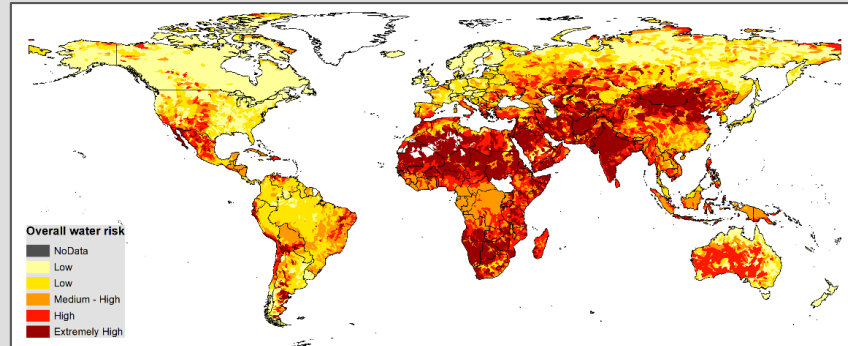 Overall water risk
NoData
Low
Low
Medium - High
High
Extremely High